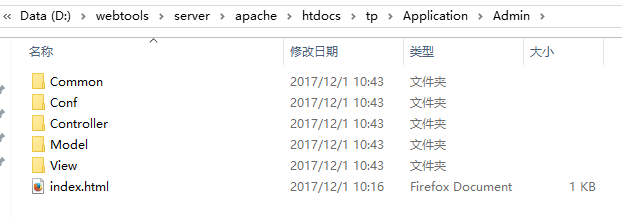 « Data (D:) › webtools › server › apache › htdocs › tp › Application › Admin ›
名称 修改日期 类型 大小
Common 2017/12/1 10:43 文件夹
Conf 2017/12/1 10:43 文件夹
Controller 2017/12/1 10:43 文件夹
Model 2017/12/1 10:43 文件夹
View 2017/12/1 10:43 文件夹
index.html 2017/12/1 10:16 Firefox Document 1 KB